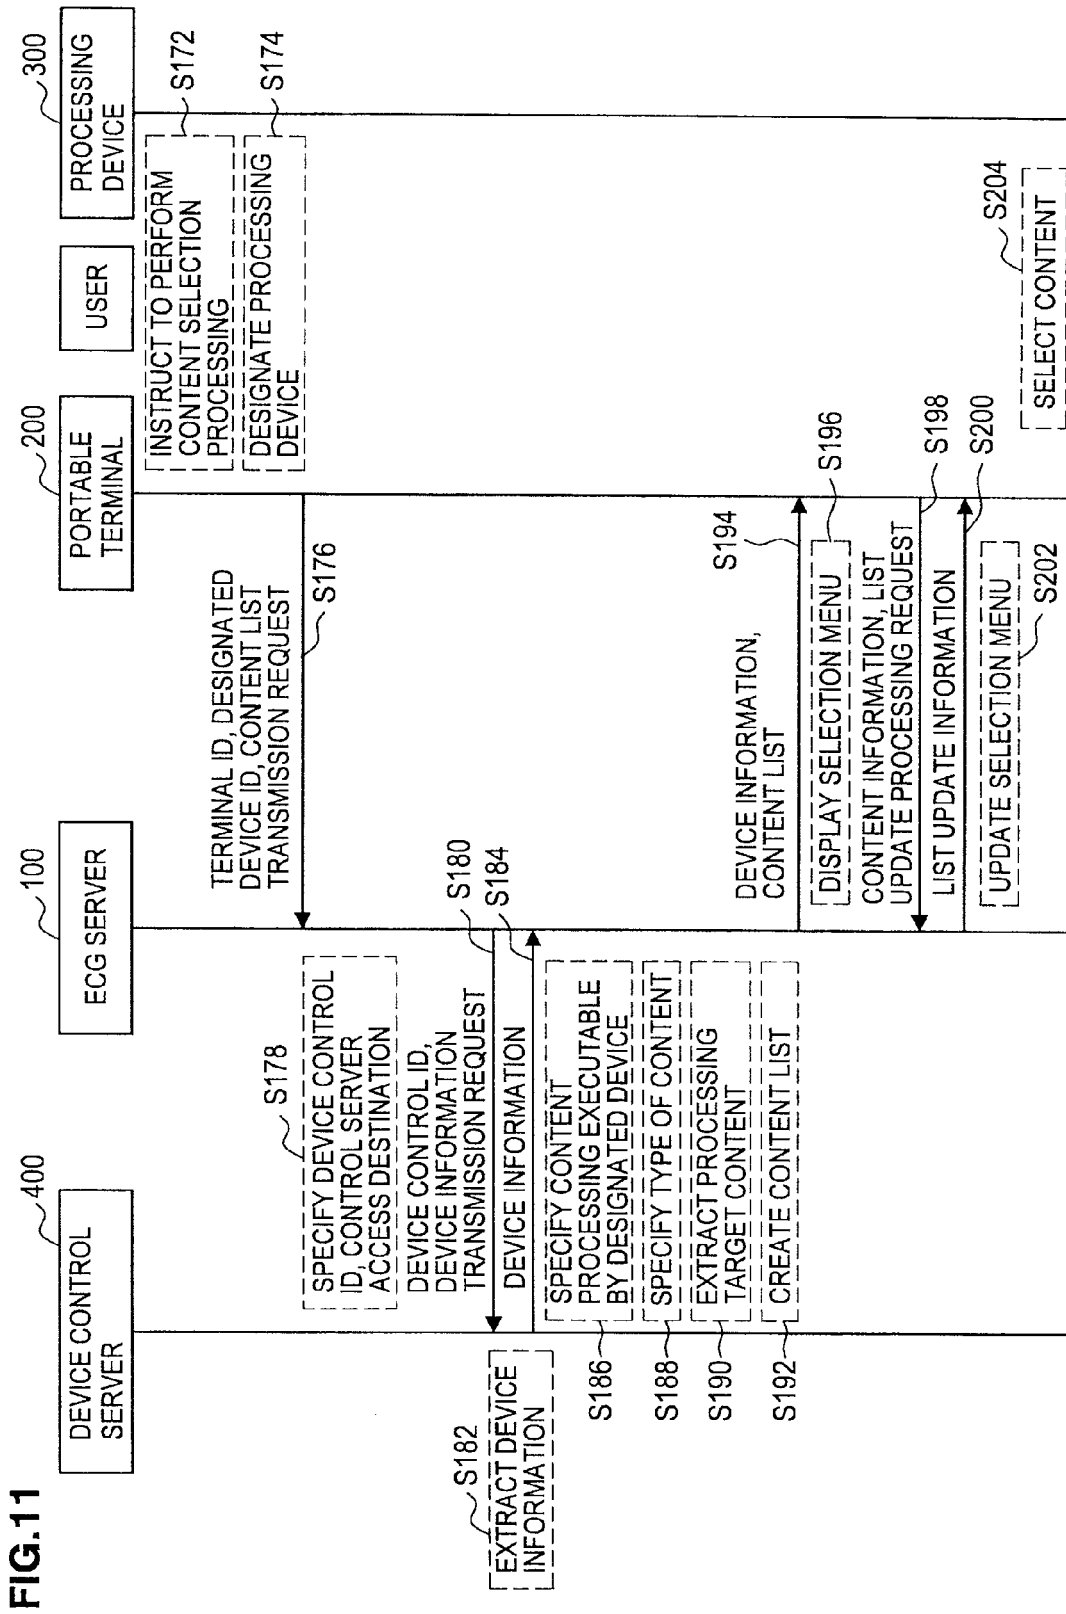 FIG.11
400
DEVICE CONTROL
SERVER
100
ECG SERVER
200
PORTABLE
TERMINAL
USER
300
PROCESSING
DEVICE
INSTRUCT TO PERFORM
CONTENT SELECTION
PROCESSING
S172
DESIGNATE PROCESSING
DEVICE
S174
TERMINAL ID, DESIGNATED
DEVICE ID, CONTENT LIST
TRANSMISSION REQUEST
S176
S178
SPECIFY DEVICE CONTROL
ID, CONTROL SERVER
ACCESS DESTINATION
DEVICE CONTROL ID,
DEVICE INFORMATION
TRANSMISSION REQUEST
S180
S182
EXTRACT DEVICE
INFORMATION
DEVICE INFORMATION
S184
SPECIFY CONTENT
PROCESSING EXECUTABLE
BY DESIGNATED DEVICE
S186
SPECIFY TYPE OF CONTENT
S188
EXTRACT PROCESSING
TARGET CONTENT
S190
CREATE CONTENT LIST
S192
DEVICE INFORMATION,
CONTENT LIST
S194
DISPLAY SELECTION MENU
S196
CONTENT INFORMATION, LIST
UPDATE PROCESSING REQUEST
S198
LIST UPDATE INFORMATION
S200
UPDATE SELECTION MENU
S202
SELECT CONTENT
S204